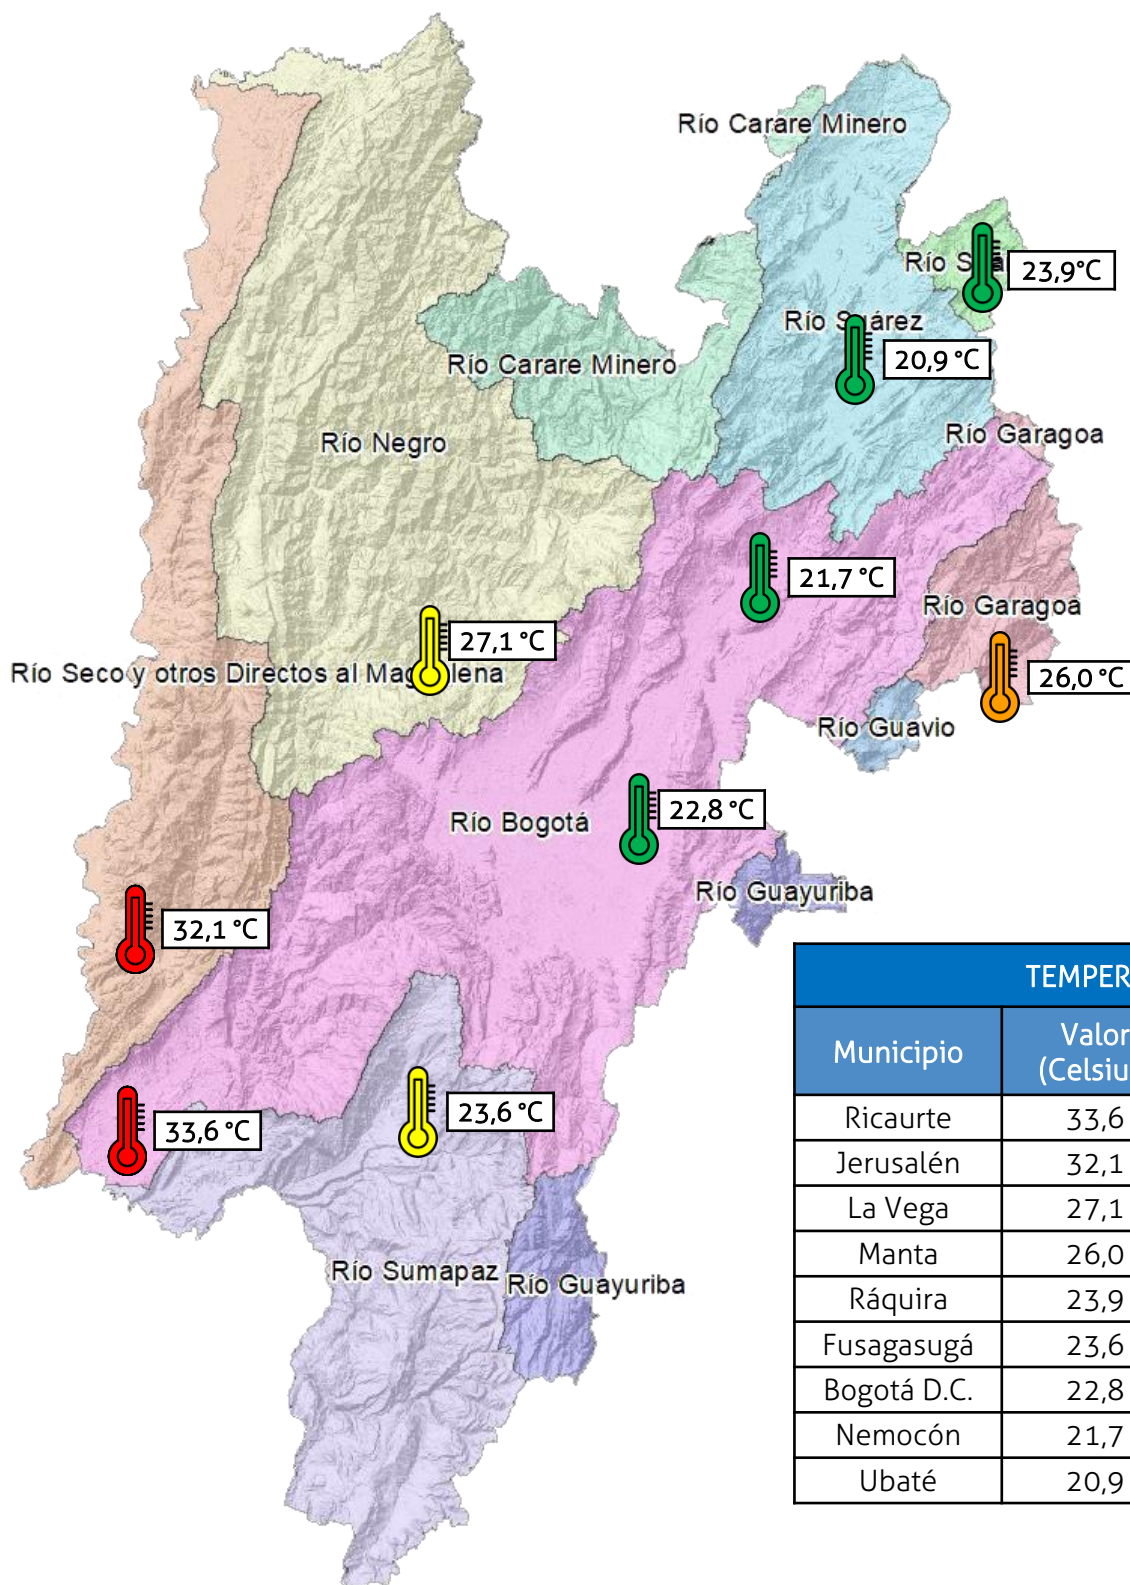 Río Carare Minero
Río S
23,9°C
Río Suárez
20,9 °C
Río Carare Minero
Río Negro
Río Garagoa
21,7 °C
Río Garagoa
27,1 °C
Río Seco y otros Directos al Magdalena
26,0 °C
Río Guavio
22,8 °C
Río Bogotá
Río Guayuriba
32,1 °C
23,6 °C
33,6 °C
Río Sumapaz
Río Guayuriba
TEMPER
Municipio Valor (Celsiu
Ricaurte 33,6
Jerusalén 32,1
La Vega 27,1
Manta 26,0
Ráquira 23,9
Fusagasugá 23,6
Bogotá D.C. 22,8
Nemocón 21,7
Ubaté 20,9